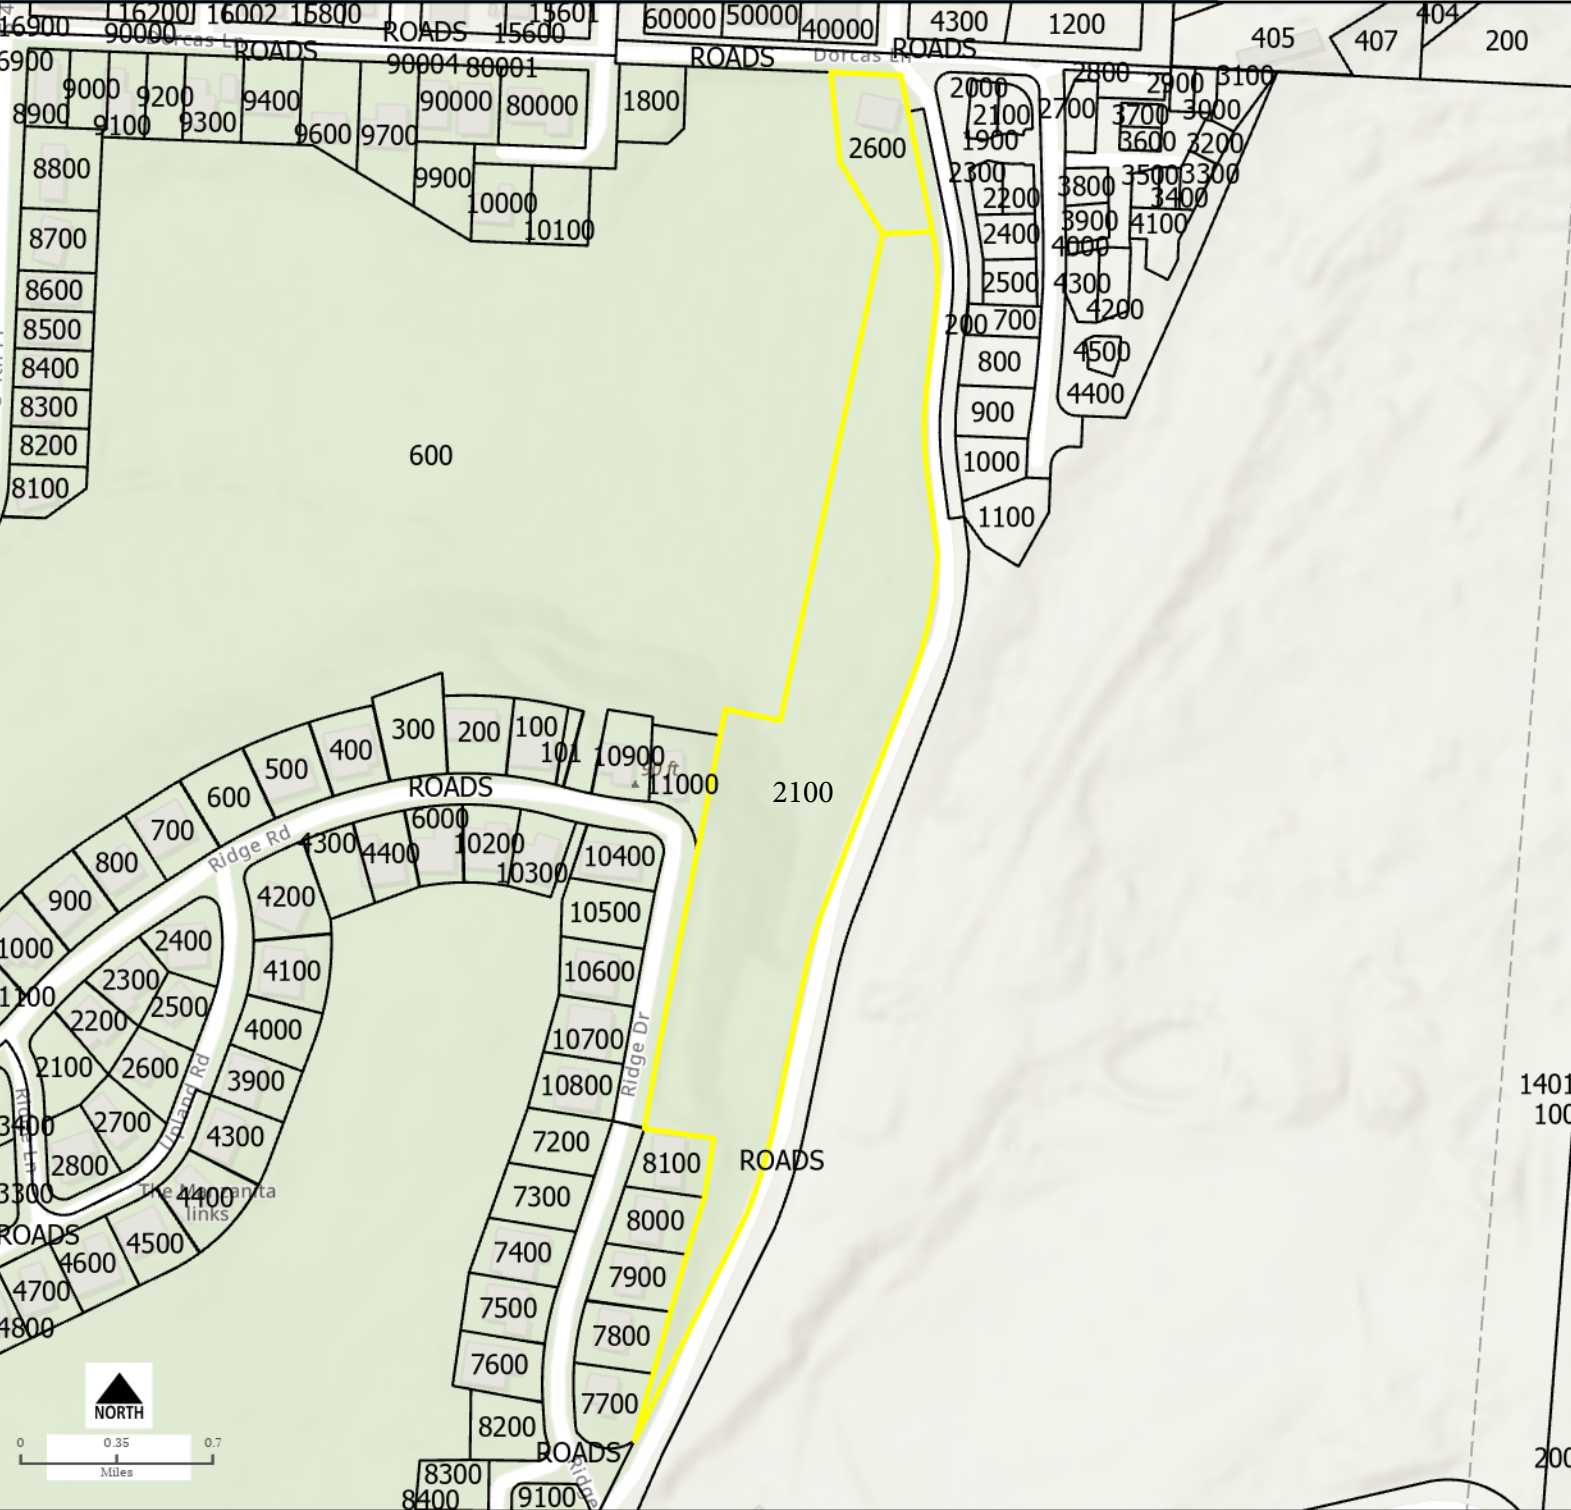 16200 16002 15800 15601 60000 50000 40000 4300 1200 404
16900 90000 Dorcas Ln ROADS ROADS 15600 ROADS Dorcas Ln ROADS 405 407 200
6900 90004 80001
8900 9000 9100 9200 9300 9400 9600 9700 90000 80000 1800 2600
2000 2100 1900 2700 2800 2900 3100 3700 3000 3600 3200
2300 2200 3800 3500 3300 3400
8800 9900 10000 10100
8700 2400 3900 4100 4000
8600 2500 4300 4200
8500 200 700
8400 800 4500
8300 900 4400
8200 600 1000
8100 1100
300 200 100 101 10900 90 ft 11000
400 500 600 700 800 900 1000 1100
ROADS
Ridge Rd
2100
4300 4400 6000 10200 10300 10400
4200 10500
2400 4100 10600
2300 2500 2200 4000 10700
2100 2600 3900 10800
Ridge Dr
Upland Rd
1401
100
3400 2700 4300 7200 8100 ROADS
2800 7300 8000
3300 4400
The Manzanita
links
ROADS 4500 7400 7900
4600 4700 7500 7800
4800 7600 7700
8200
ROADS
Ridge
8300 8400 9100
200
NORTH
0 0.35 0.7
Miles